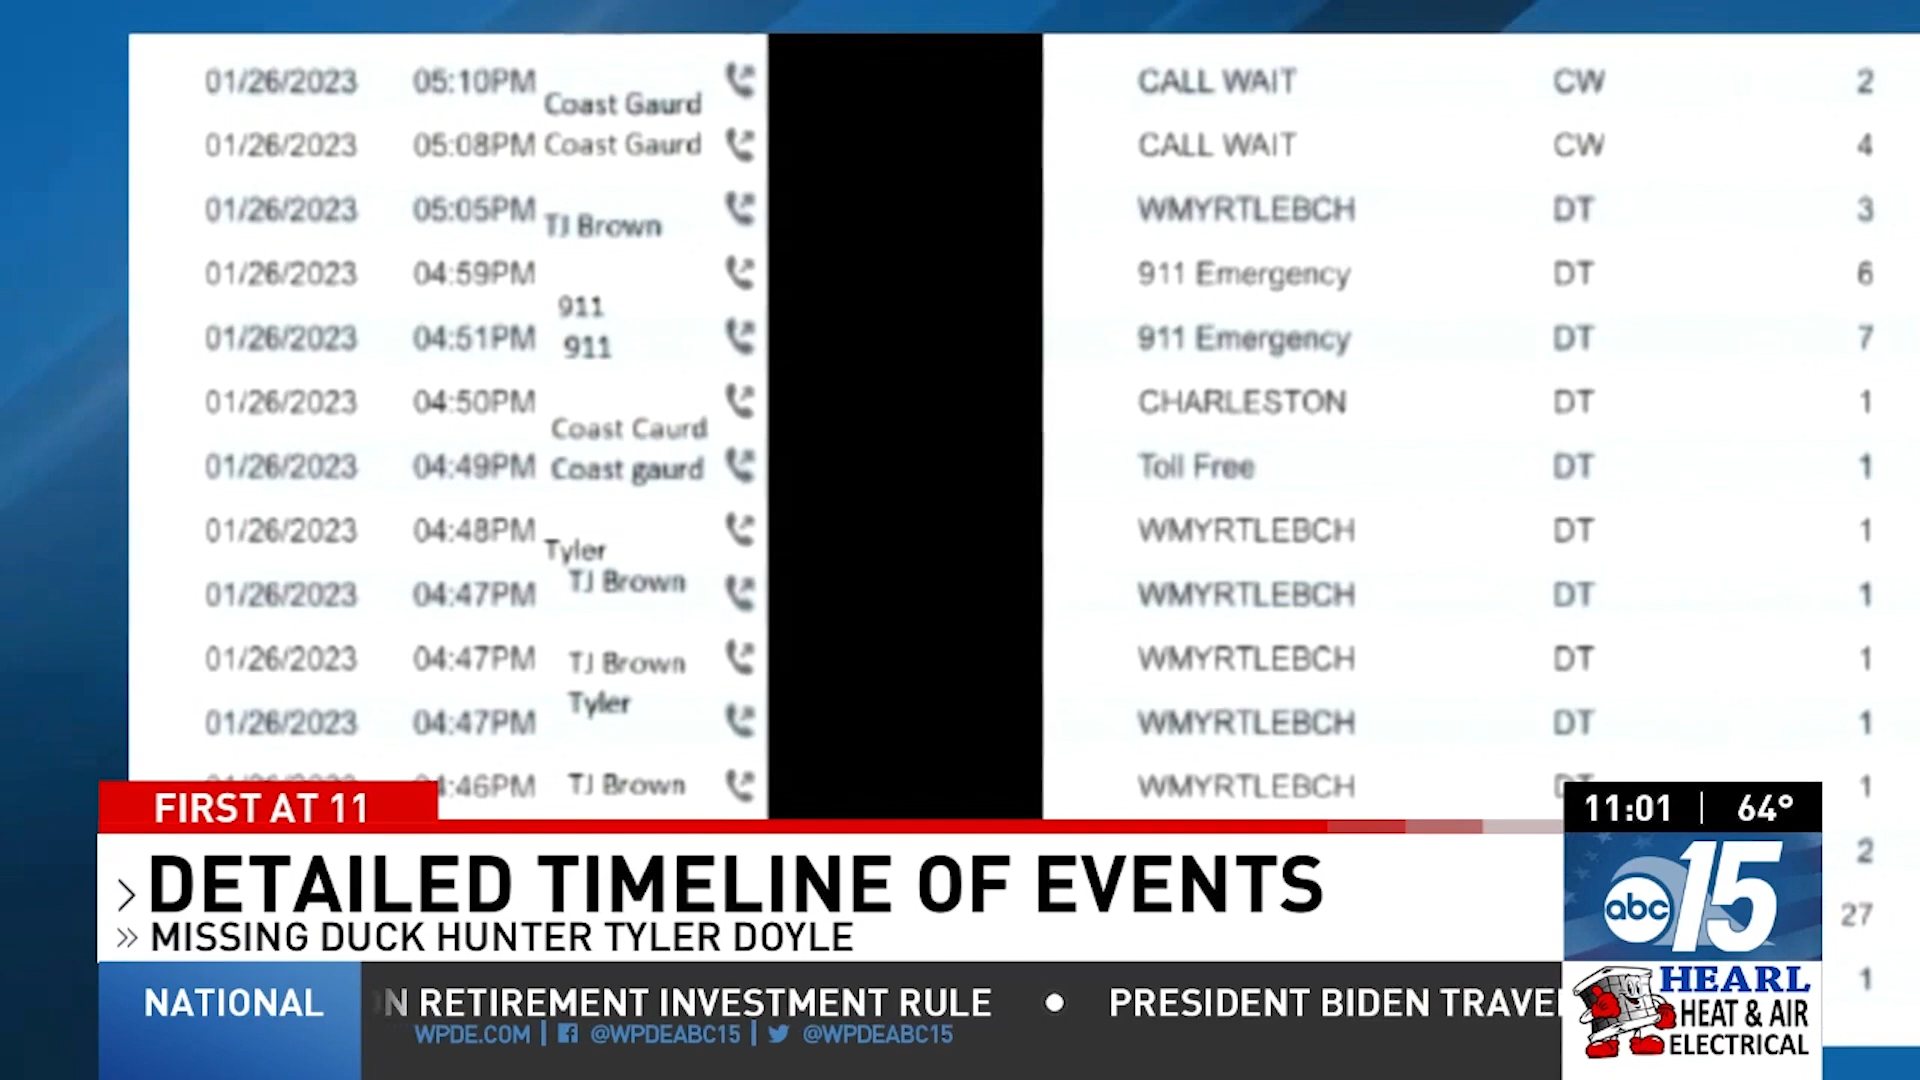 01/26/2023 05:10PM Coast Gaurd CALL WAIT CW 2
01/26/2023 05:08PM Coast Gaurd CALL WAIT CW 4
01/26/2023 05:05PM TJ Brown WMYRTLEBCH DT 3
01/26/2023 04:59PM 911 911 Emergency DT 6
01/26/2023 04:51PM 911 911 Emergency DT 7
01/26/2023 04:50PM Coast Caurd CHARLESTON DT 1
01/26/2023 04:49PM Coast gaurd Toll Free DT 1
01/26/2023 04:48PM Tyler WMYRTLEBCH DT 1
01/26/2023 04:47PM TJ Brown WMYRTLEBCH DT 1
01/26/2023 04:47PM TJ Brown WMYRTLEBCH DT 1
01/26/2023 04:47PM Tyler WMYRTLEBCH DT 1
4:46PM TJ Brown WMYRTLEBCH 1
2
27
1
FIRST AT 11
DETAILED TIMELINE OF EVENTS
MISSING DUCK HUNTER TYLER DOYLE
11:01 | 64°
abc 15
NATIONAL
N RETIREMENT INVESTMENT RULE • PRESIDENT BIDEN TRAVE
WPDE.COM | @WPDEABC15 | @WPDEABC15
HEARL
HEAT & AIR
ELECTRICAL